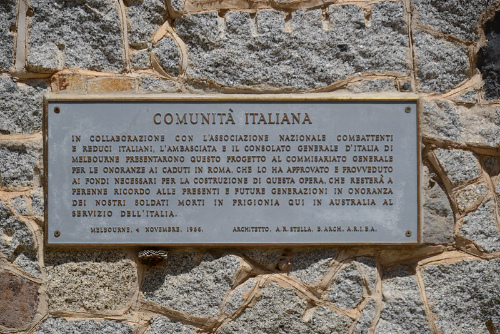 COMUNITÀ ITALIANA
IN COLLABORAZIONE CON L'ASSOCIAZIONE NAZIONALE COMBATTENTI
E REDUCI ITALIANI, L'AMBASCIATA E IL CONSOLATO GENERALE D'ITALIA DI
MELBOURNE PRESENTARONO QUESTO PROGETTO AL COMMISARIATO GENERALE
PER LE ONORANZE AI CADUTI IN ROMA, CHE LO HA APPROVATO E PROVVEDUTO
AI FONDI NECESSARI PER LA COSTRUZIONE DI QUESTA OPERA, CHE RESTERÀ A
PERENNE RICORDO ALLE PRESENTI E FUTURE GENERAZIONI IN ONORANZA
DEI NOSTRI SOLDATI MORTI IN PRIGIONIA QUI IN AUSTRALIA AL
SERVIZIO DELL'ITALIA.
MELBOURNE, 4 NOVEMBRE, 1988. ARCHITETTO, A.R.STELLA. B.ARCH. A.R.I.B.A.